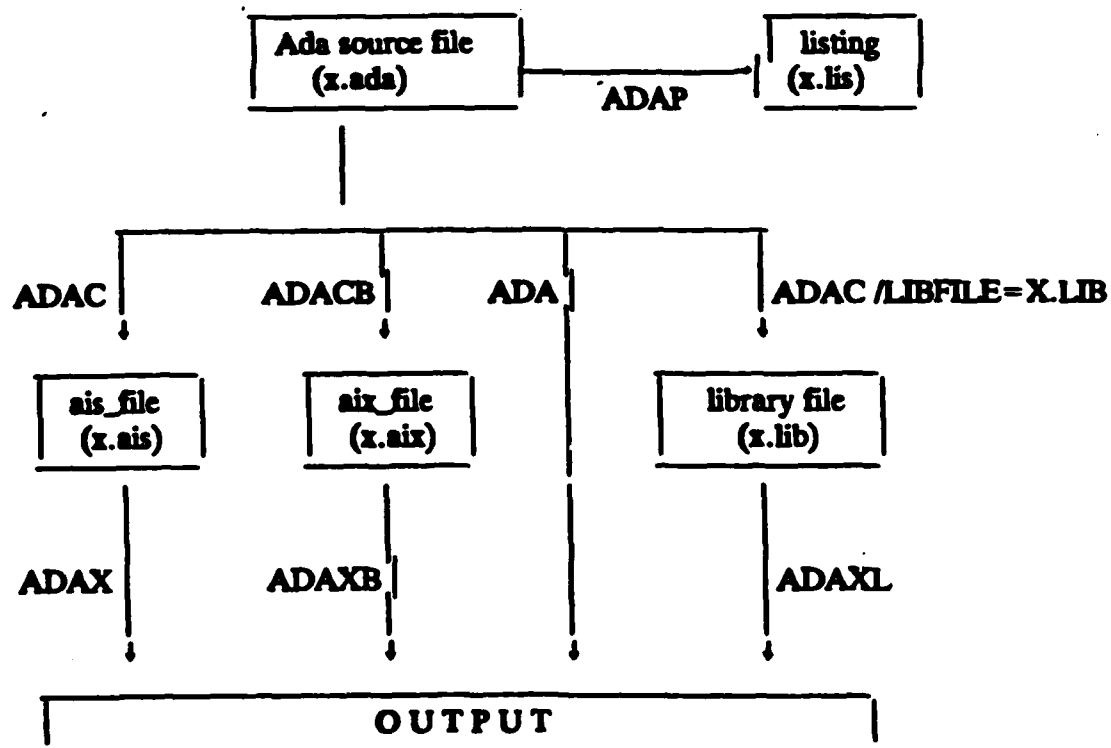 Ada source file
(x.ada)
listing
(x.lis)
ADAP
ADAC
ADACB
ADA
ADAC /LIBFILE=X.LIB
ais_file
(x.ais)
aix_file
(x.aix)
library file
(x.lib)
ADAX
ADAXB
ADAXL
OUTPUT